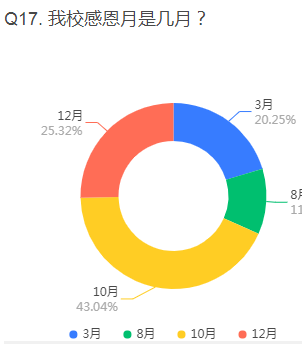 Q17. 我校感恩月是几月？
3月
20.25%
12月
25.32%
8月
11
10月
43.04%
3月 8月 10月 12月